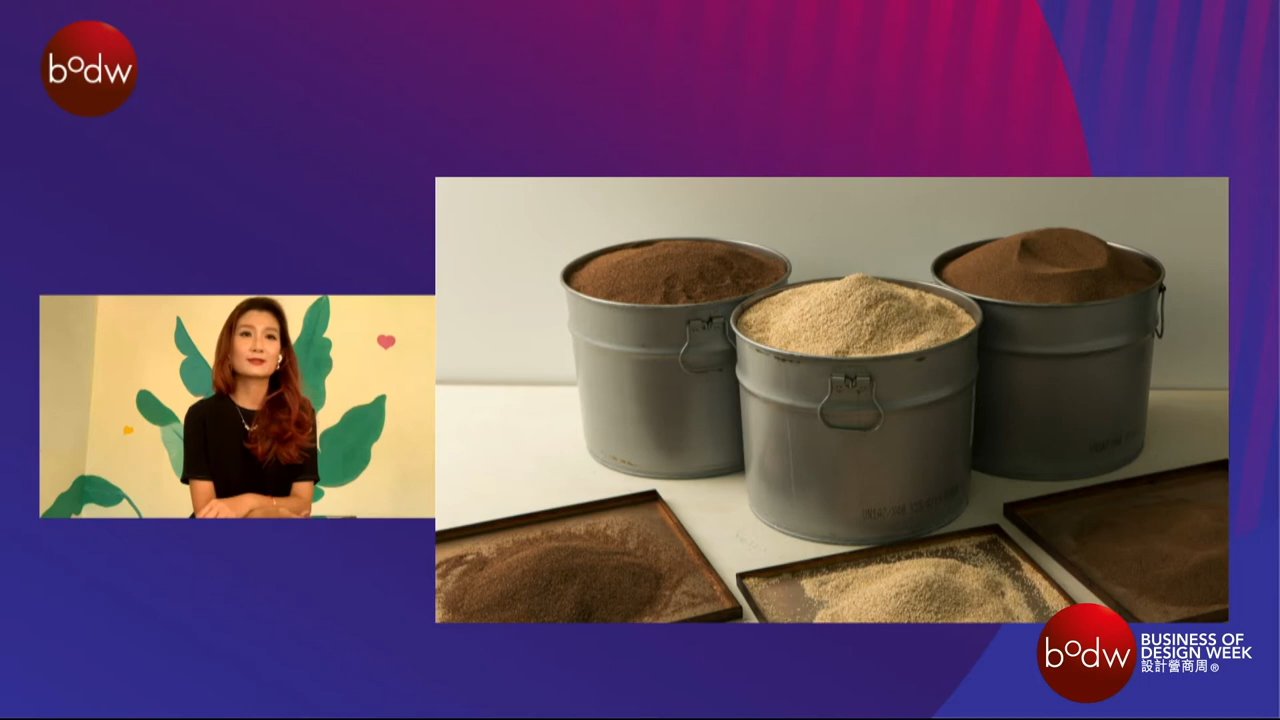 bodw
bodw
BUSINESS OF
DESIGN WEEK
設計營商周®